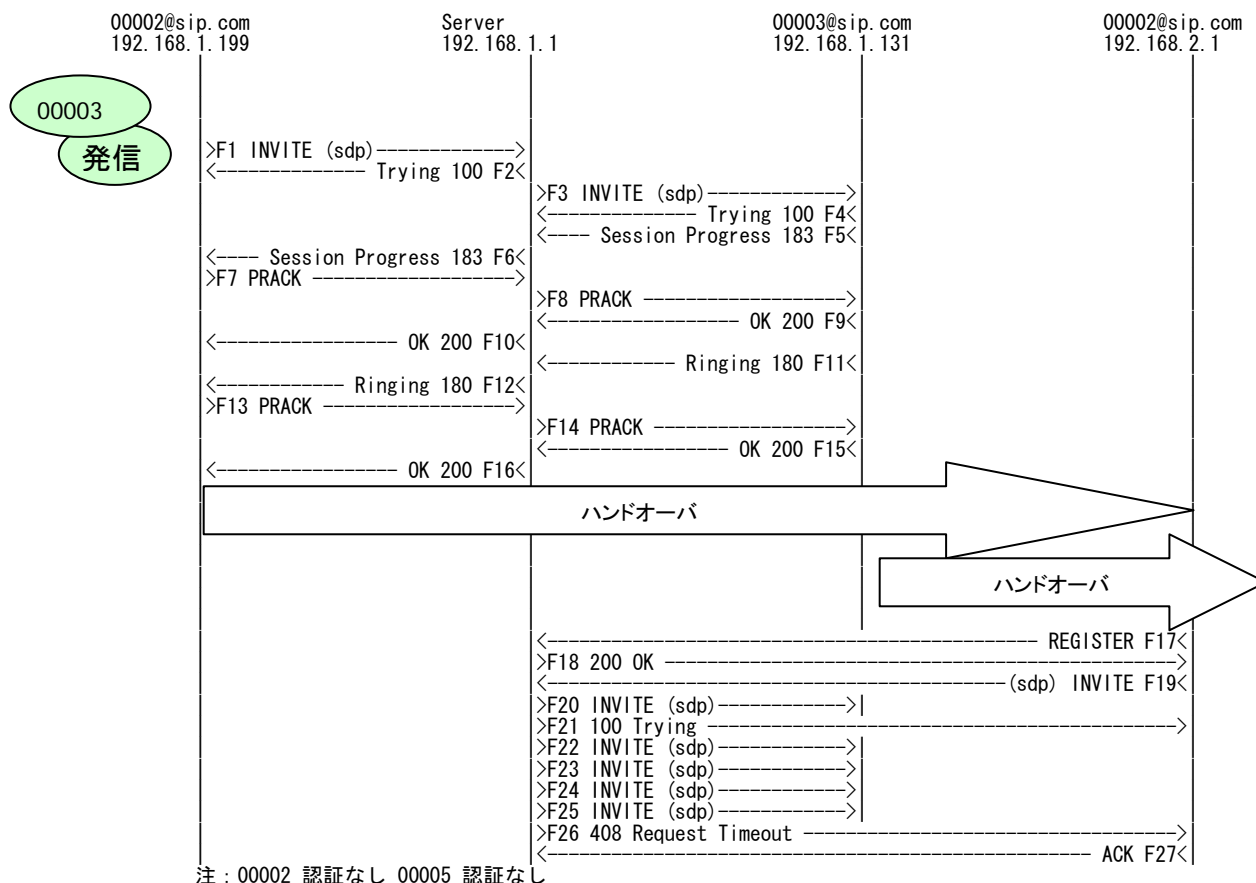 00002@sip.com Server 00003@sip.com 00002@sip.com
192.168.1.199 192.168.1.1 192.168.1.131 192.168.2.1
00003
発信
>F1 INVITE (sdp)------------->
<-------------- Trying 100 F2<
>F3 INVITE (sdp)------------->
<-------------- Trying 100 F4<
<---- Session Progress 183 F5<
<---- Session Progress 183 F6<
>F7 PRACK ------------------->
>F8 PRACK ------------------->
<------------------ OK 200 F9<
<----------------- OK 200 F10<
<------------ Ringing 180 F11<
<------------ Ringing 180 F12<
>F13 PRACK ------------------>
>F14 PRACK ------------------>
<----------------- OK 200 F15<
<----------------- OK 200 F16<
ハンドオーバ
ハンドオーバ
<---------------------------------------------- REGISTER F17<
>F18 200 OK ------------------------------------------------>
<-------------------------------------------(sdp) INVITE F19<
>F20 INVITE (sdp)------------>|
>F21 100 Trying -------------------------------------------->
>F22 INVITE (sdp)------------>|
>F23 INVITE (sdp)------------>|
>F24 INVITE (sdp)------------>|
>F25 INVITE (sdp)------------>|
>F26 408 Request Timeout ----------------------------------->
<--------------------------------------------------- ACK F27<
注：00002 認証なし 00005 認証なし